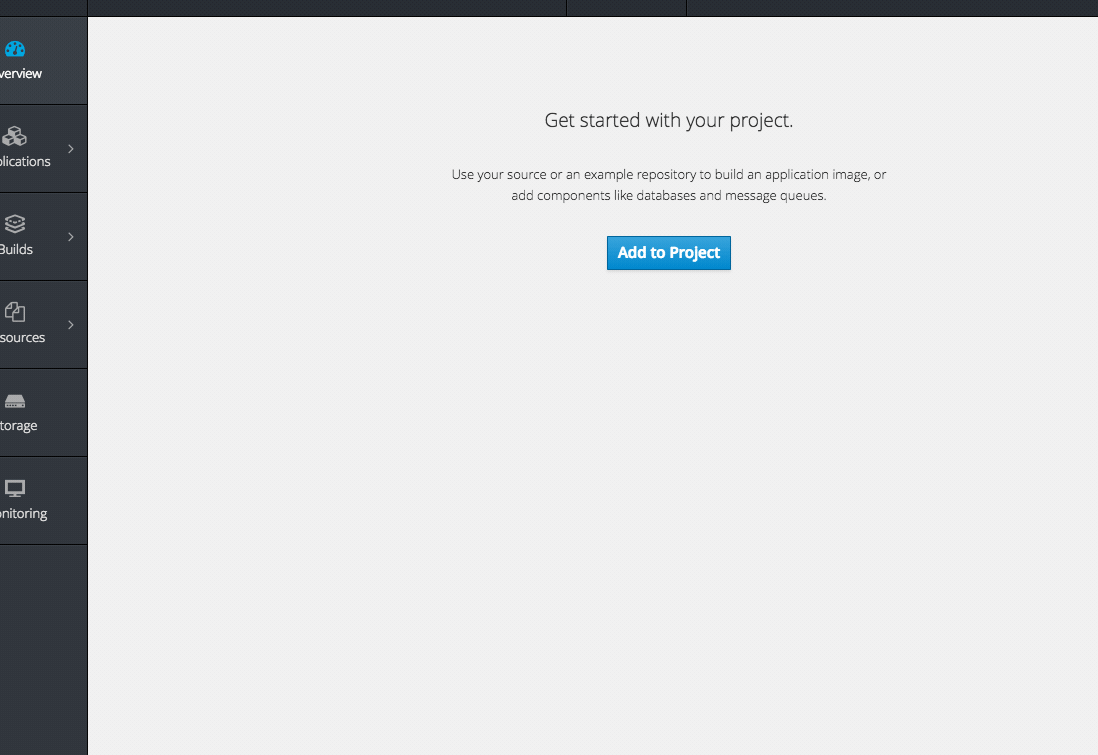 verview
plications
Builds
sources
torage
onitoring
Get started with your project.
Use your source or an example repository to build an application image, or
add components like databases and message queues.
Add to Project